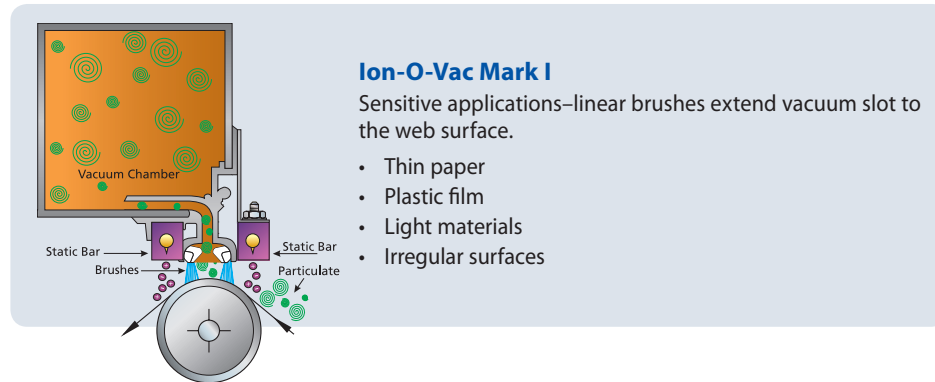 Ion-O-Vac Mark I
Sensitive applications–linear brushes extend vacuum slot to
the web surface.
• Thin paper
• Plastic film
• Light materials
• Irregular surfaces
Vacuum Chamber
Static Bar
Static Bar
Brushes
Particulate